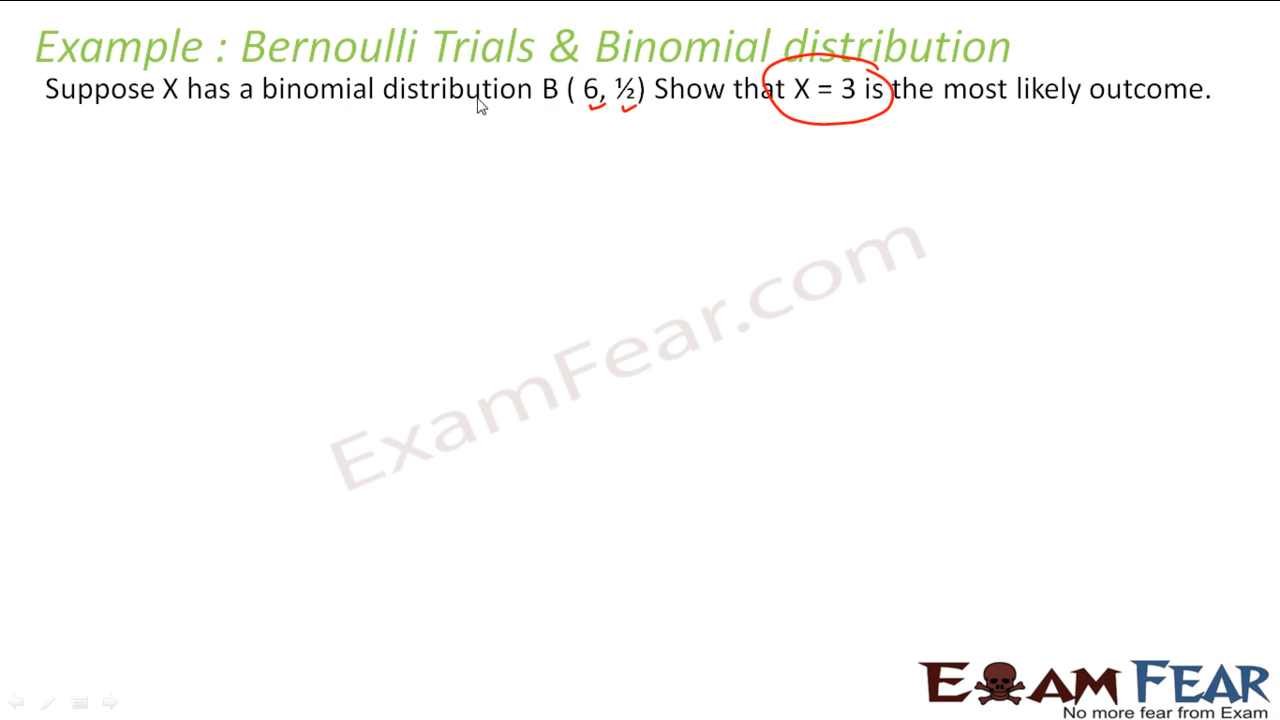 Example : Bernoulli Trials & Binomial distribution
Suppose X has a binomial distribution B ( 6, ½) Show that X = 3 is the most likely outcome.
ExamFear.com
EXAM FEAR
No more fear from Exam